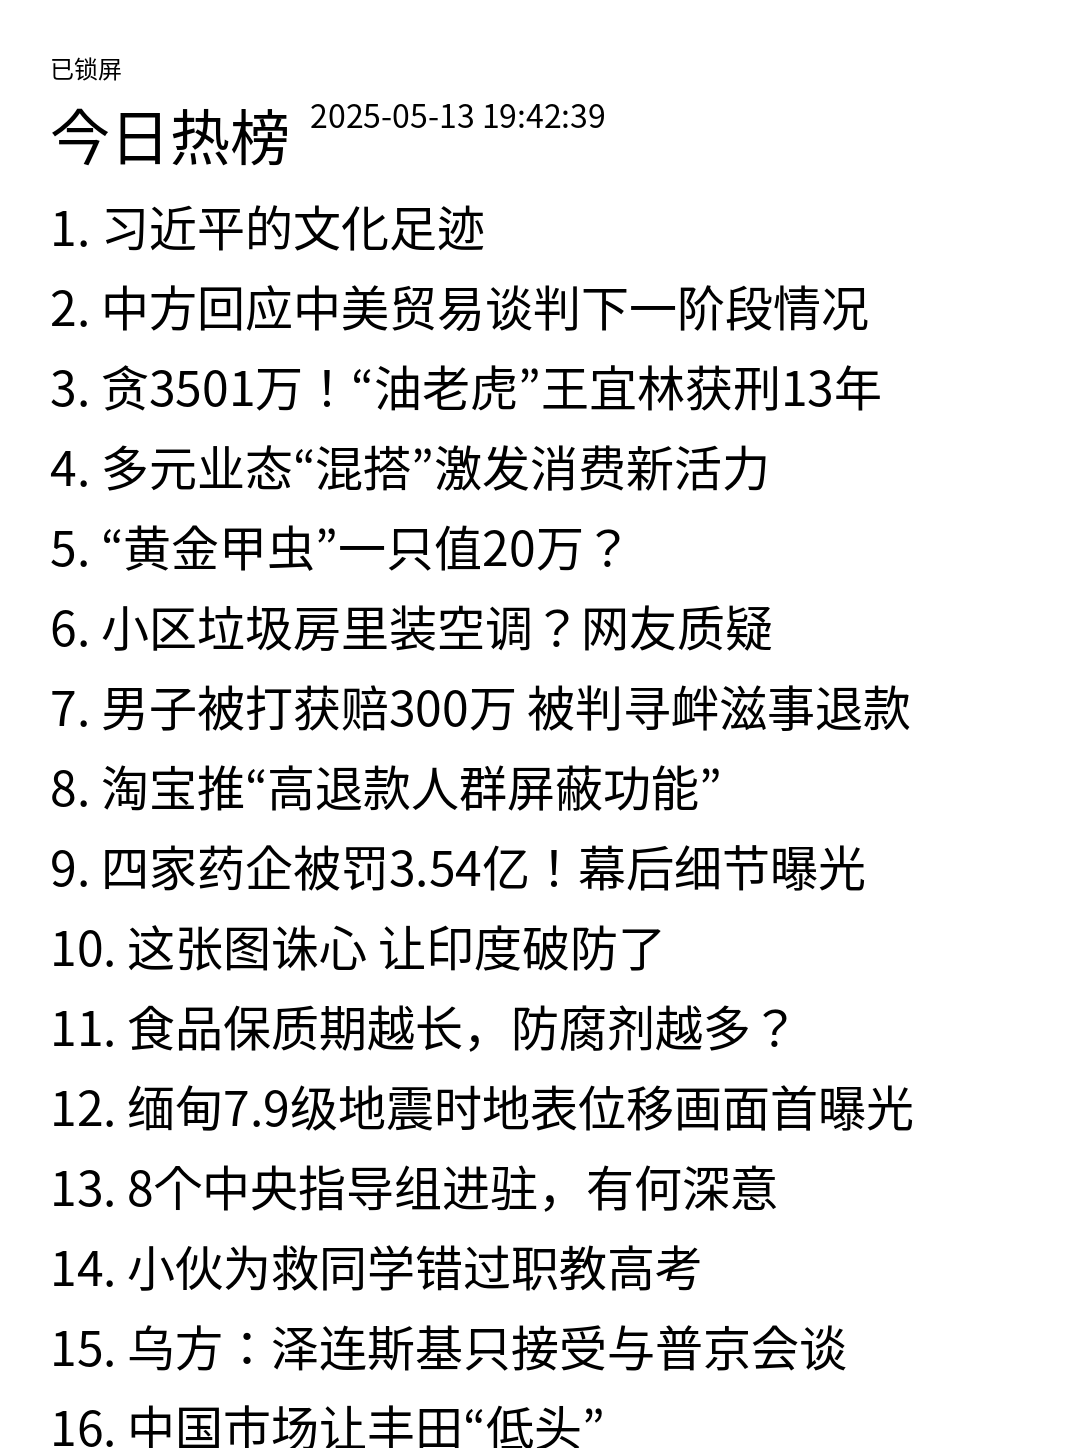 已锁屏
今日热榜 2025-05-13 19:42:39
1. 习近平的文化足迹
2. 中方回应中美贸易谈判下一阶段情况
3. 贪3501万！“油老虎”王宜林获刑13年
4. 多元业态“混搭”激发消费新活力
5. “黄金甲虫”一只值20万？
6. 小区垃圾房里装空调？网友质疑
7. 男子被打获赔300万 被判寻衅滋事退款
8. 淘宝推“高退款人群屏蔽功能”
9. 四家药企被罚3.54亿！幕后细节曝光
10. 这张图诛心 让印度破防了
11. 食品保质期越长，防腐剂越多？
12. 缅甸7.9级地震时地表位移画面首曝光
13. 8个中央指导组进驻，有何深意
14. 小伙为救同学错过职教高考
15. 乌方：泽连斯基只接受与普京会谈
16. 中国市场让丰田“低头”